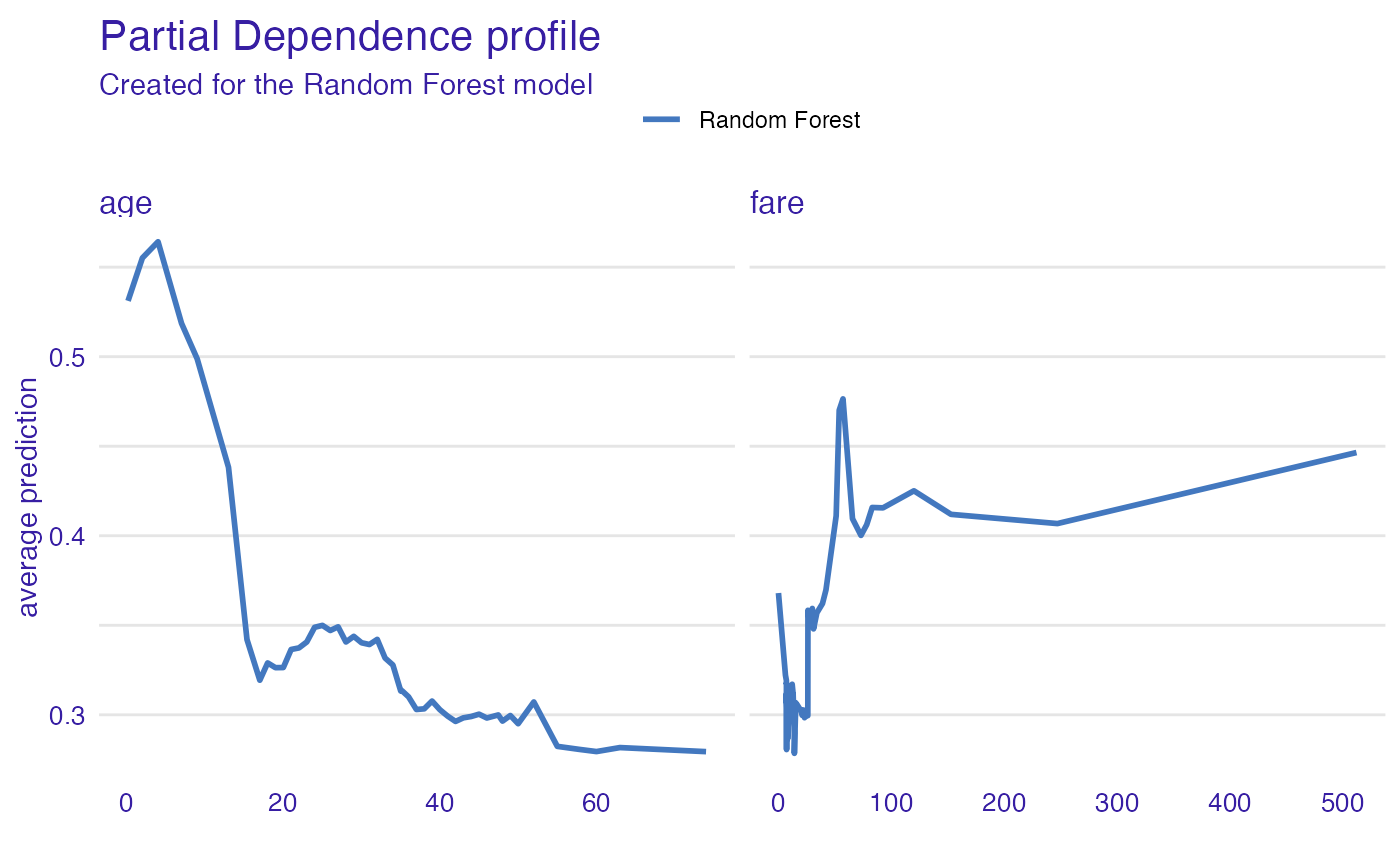 Partial Dependence profile
Created for the Random Forest model
Random Forest
age
fare
average prediction
0.5
0.4
0.3
0 20 40 60
0 100 200 300 400 500